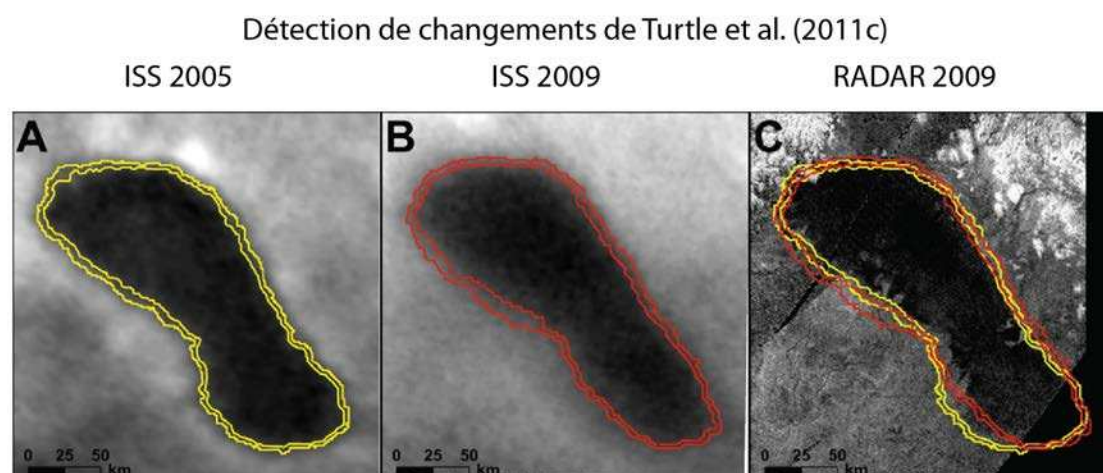 Détection de changements de Turtle et al. (2011c)
ISS 2005 ISS 2009 RADAR 2009
A B C
0 25 50 0 25 50 0 25 50
km km km